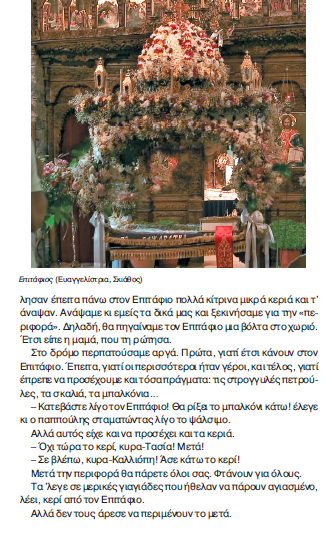 Επιτάφιος (Ευαγγελίστρια, Σκιάθος)
λησαν έπειτα πάνω στον Επιτάφιο πολλά κίτρινα μικρά κεριά και τ'
άναψαν. Ανάψαμε κι εμείς τα δικά μας και ξεκινήσαμε για την «πε-
ριφορά». Δηλαδή, θα πηγαίναμε τον Επιτάφιο μια βόλτα στο χωριό.
Έτσι είπε η μαμά, που τη ρώτησα.
Στο δρόμο περπατούσαμε αργά. Πρώτα, γιατί έτσι κάνουν στον
Επιτάφιο. Έπειτα, γιατί οι περισσότεροι ήταν γέροι, και τέλος, γιατί
έπρεπε να προσέχουμε και τόσα πράγματα: τις στρογγυλές πετρού-
λες, τα σκαλιά, τα μπαλκόνια…
– Κατεβάστε λίγο τον Επιτάφιο! Θα ρίξει το μπαλκόνι κάτω! έλεγε
κι ο παππούλης σταματώντας λίγο το ψάλσιμο.
Αλλά αυτός είχε και να προσέχει και τα κεριά.
– Όχι τώρα το κερί, κυρα-Τασία! Μετά!
– Σε βλέπω, κυρα-Καλλιόπη! Άσε κάτω το κερί!
Μετά την περιφορά θα πάρετε όλοι σας. Φτάνουν για όλους.
Τα 'λεγε σε μερικές γιαγιάδες που ήθελαν να πάρουν αγιασμένο,
λέει, κερί από τον Επιτάφιο.
Αλλά δεν τους άρεσε να περιμένουν το μετά.